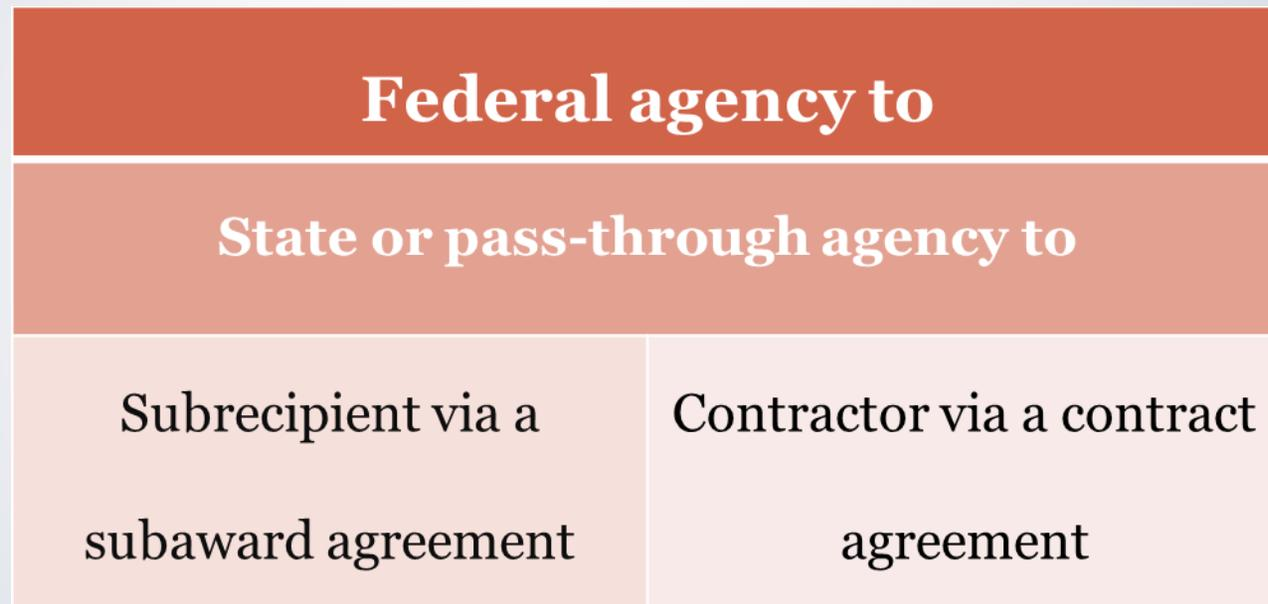 Federal agency to
State or pass-through agency to
Subrecipient via a
subaward agreement
Contractor via a contract
agreement